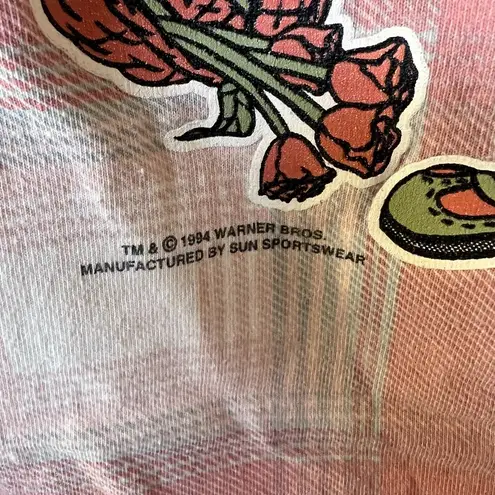 TM & © 1994 WARNER BROS.
MANUFACTURED BY SUN SPORTSWEAR